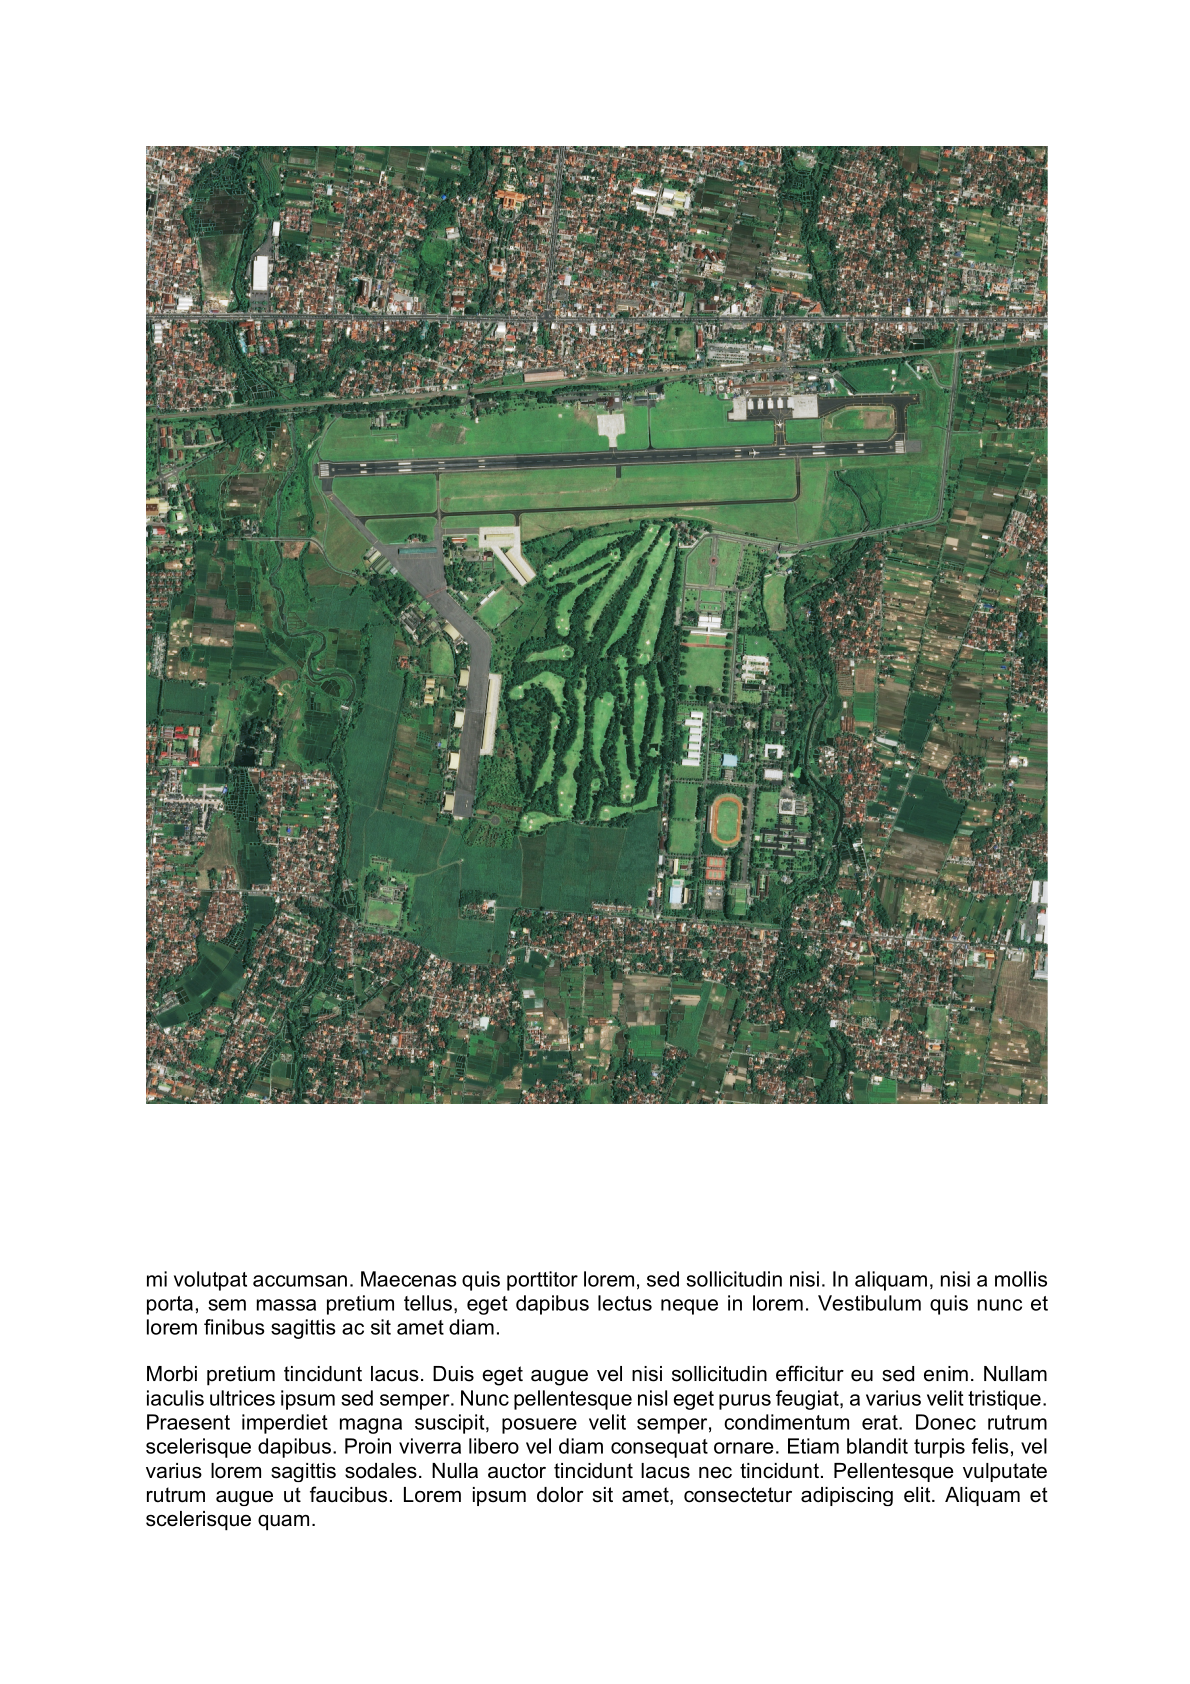 mi volutpat accumsan. Maecenas quis porttitor lorem, sed sollicitudin nisi. In aliquam, nisi a mollis
porta, sem massa pretium tellus, eget dapibus lectus neque in lorem. Vestibulum quis nunc et
lorem finibus sagittis ac sit amet diam.
Morbi pretium tincidunt lacus. Duis eget augue vel nisi sollicitudin efficitur eu sed enim. Nullam
iaculis ultrices ipsum sed semper. Nunc pellentesque nisl eget purus feugiat, a varius velit tristique.
Praesent imperdiet magna suscipit, posuere velit semper, condimentum erat. Donec rutrum
scelerisque dapibus. Proin viverra libero vel diam consequat ornare. Etiam blandit turpis felis, vel
varius lorem sagittis sodales. Nulla auctor tincidunt lacus nec tincidunt. Pellentesque vulputate
rutrum augue ut faucibus. Lorem ipsum dolor sit amet, consectetur adipiscing elit. Aliquam et
scelerisque quam.